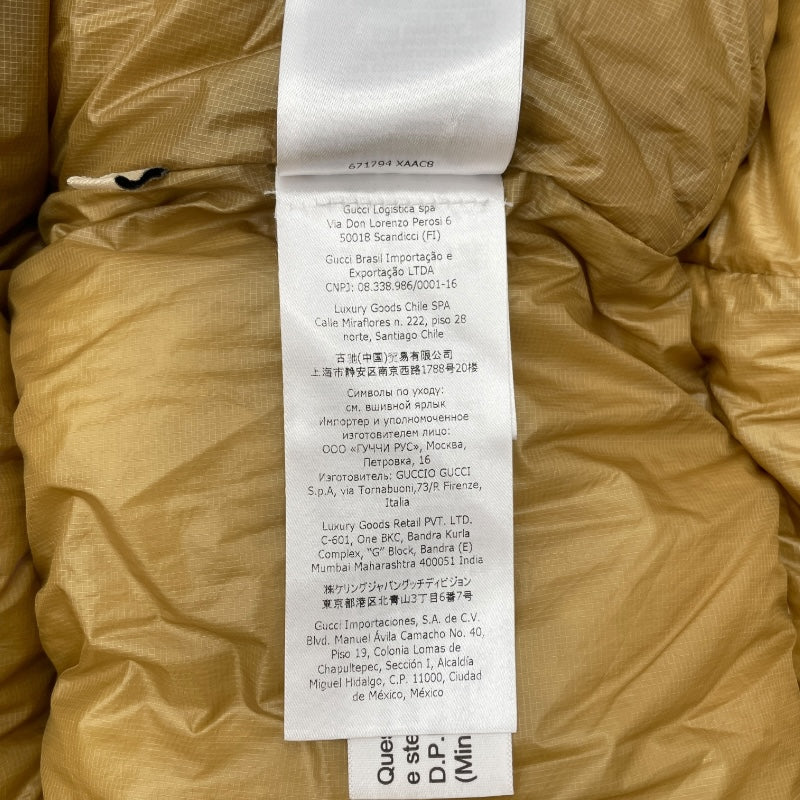 671794 XAAC8
Gucci Logistica spa
Via Don Lorenzo Perosi 6
50018 Scandicci (FI)
Gucci Brasil Importação e
Exportação LTDA
CNPJ: 08.338.986/0001-16
Luxury Goods Chile SPA
Calle Miraflores n. 222, piso 28
norte, Santiago Chile
古驰(中国)贸易有限公司
上海市静安区南京西路1788号20楼
Символы по уходу:
см. вшивной ярлык
Импортер и уполномоченное
изготовителем лицо:
ООО «ГУЧЧИ РУС», Москва,
Петровка, 16
Изготовитель: GUCCIO GUCCI
S.p.A, via Tornabuoni,73/R Firenze,
Italia
Luxury Goods Retail PVT. LTD.
C-601, One BKC, Bandra Kurla
Complex, "G" Block, Bandra (E)
Mumbai Maharashtra 400051 India
㈱ケリングジャパングッチディビジョン
東京都港区北青山3丁目6番7号
Gucci Importaciones, S.A. de C.V.
Blvd. Manuel Ávila Camacho No. 40,
Piso 19, Colonia Lomas de
Chapultepec, Sección I, Alcaldía
Miguel Hidalgo, C.P. 11000, Ciudad
de México, México
Ques
e ste
D.P.
(Min